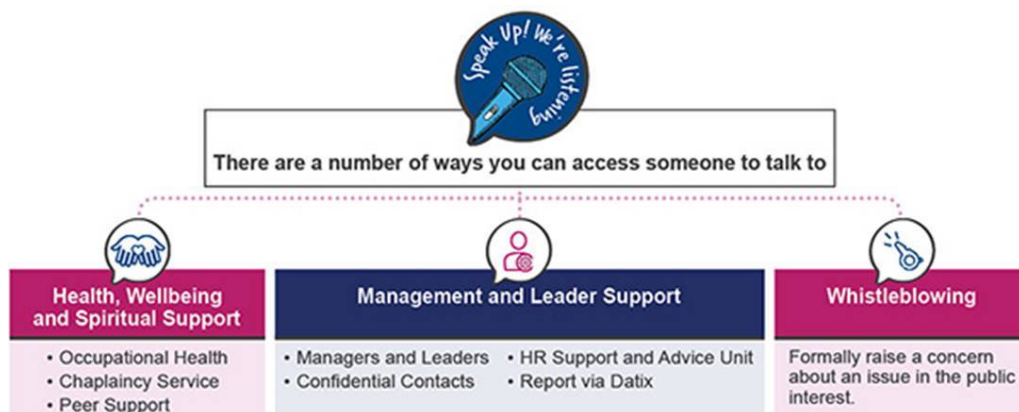 Speak Up! We're listening
There are a number of ways you can access someone to talk to
Health, Wellbeing
and Spiritual Support
• Occupational Health
• Chaplaincy Service
• Peer Support
Management and Leader Support
• Managers and Leaders
• Confidential Contacts
• HR Support and Advice Unit
• Report via Datix
Whistleblowing
Formally raise a concern
about an issue in the public
interest.